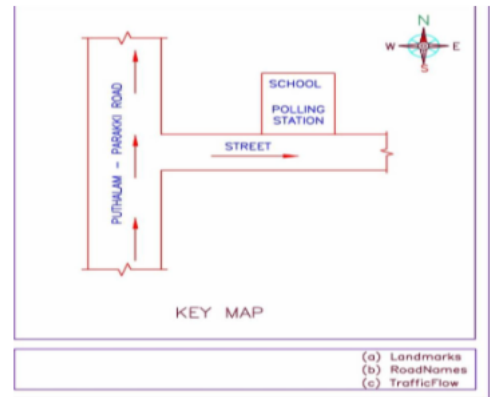 N
W E
S
SCHOOL
POLLING
STATION
PUTHALAM - PARAKKI ROAD
STREET
KEY MAP
(a) Landmarks
(b) RoadNames
(c) TrafficFlow